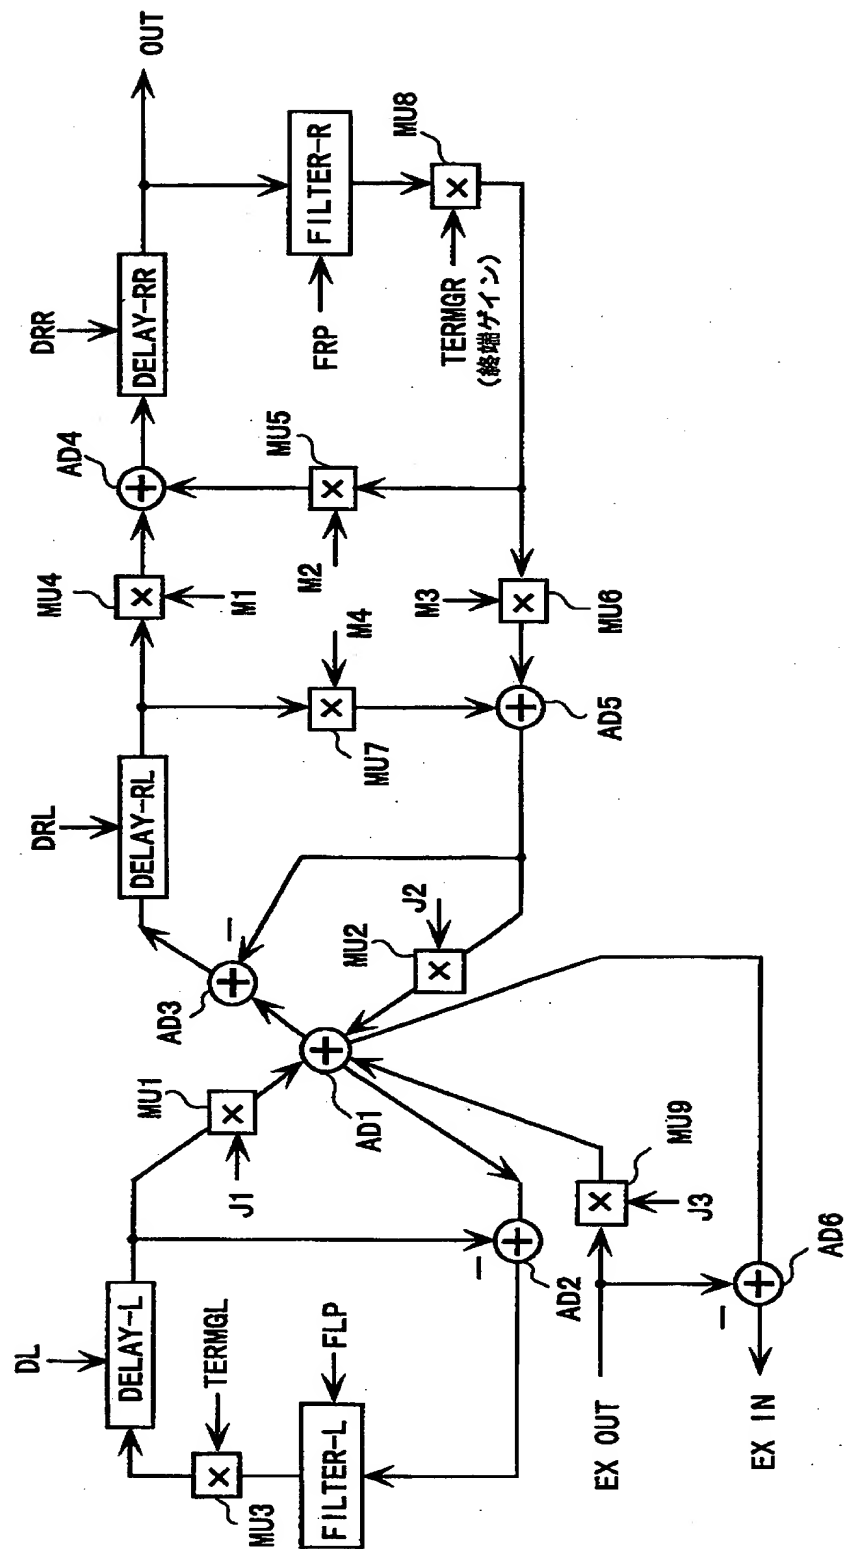 DL
DELAY-L
MU3
TERMGL
FILTER-L
FLP
MU1
J1
AD1
AD2
AD3
DRL
DELAY-RL
MU2
J2
MU7
M4
MU4
M1
AD4
M2
MU5
M3
MU6
AD5
DRR
DELAY-RR
OUT
FRP
FILTER-R
MU8
TERMGR
(終端ゲイン)
EX OUT
J3
MU9
EX IN
AD6